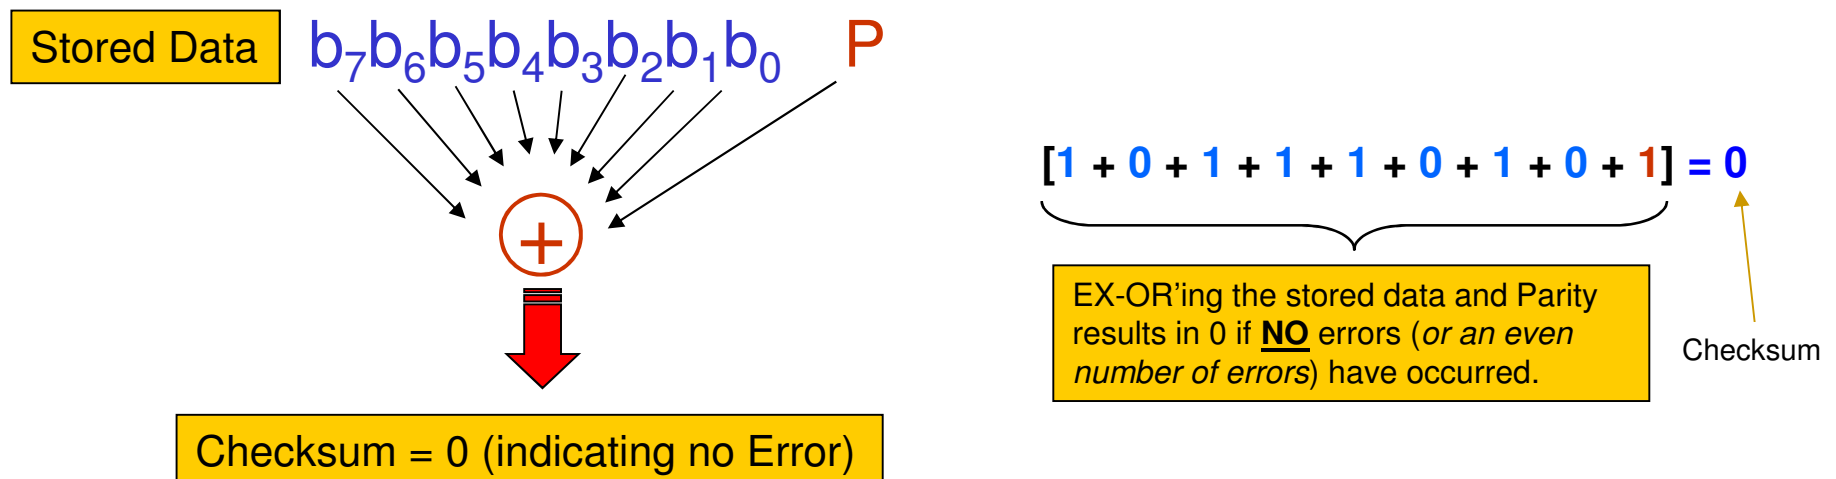 Stored Data b₇b₆b₅b₄b₃b₂b₁b₀ P
+
Checksum = 0 (indicating no Error)
[1 + 0 + 1 + 1 + 1 + 0 + 1 + 0 + 1] = 0
EX-OR’ing the stored data and Parity
results in 0 if NO errors (or an even
number of errors) have occurred.
Checksum